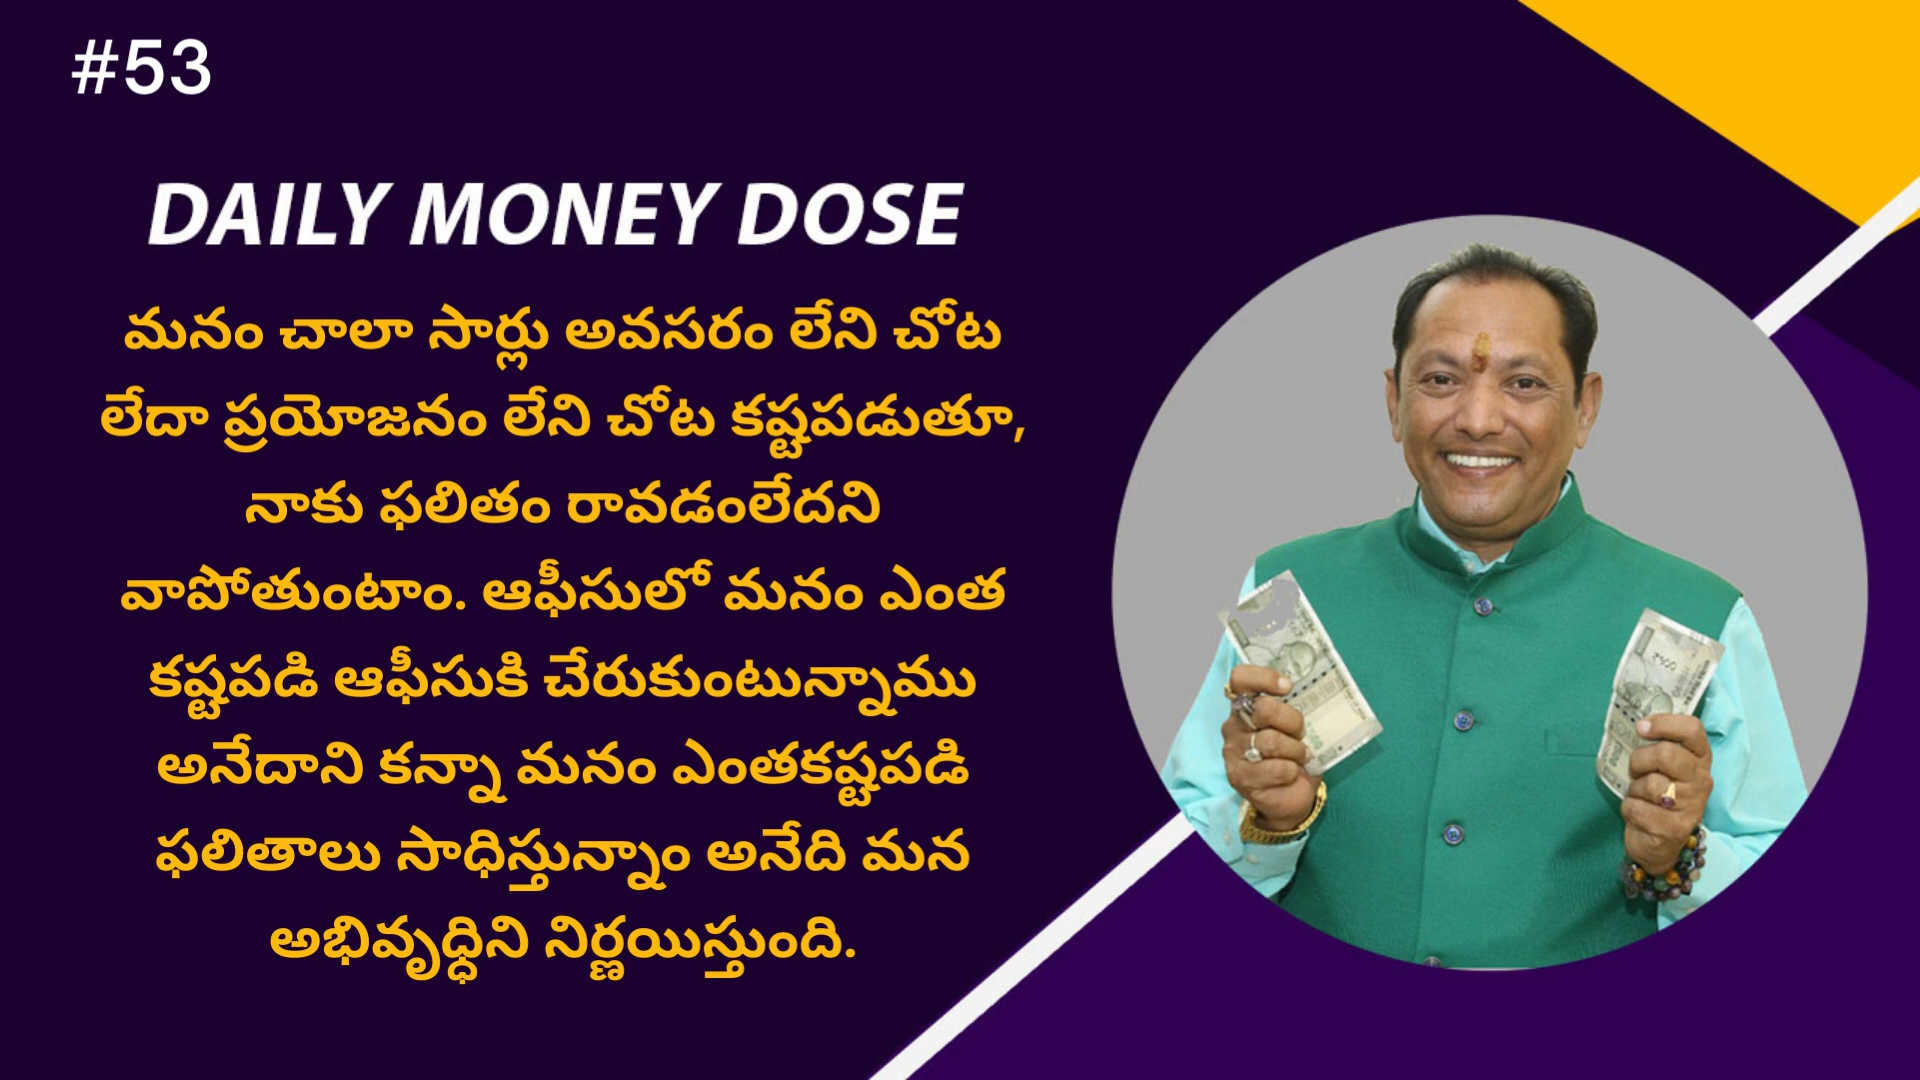 #53
DAILY MONEY DOSE
మనం చాలా సార్లు అవసరం లేని చోట
లేదా ప్రయోజనం లేని చోట కష్టపడుతూ,
నాకు ఫలితం రావడంలేదని
వాపోతుంటాం. ఆఫీసులో మనం ఎంత
కష్టపడి ఆఫీసుకి చేరుకుంటున్నాము
అనేదాని కన్నా మనం ఎంతకష్టపడి
ఫలితాలు సాధిస్తున్నాం అనేది మన
అభివృధ్ధిని నిర్ణయిస్తుంది.
₹500